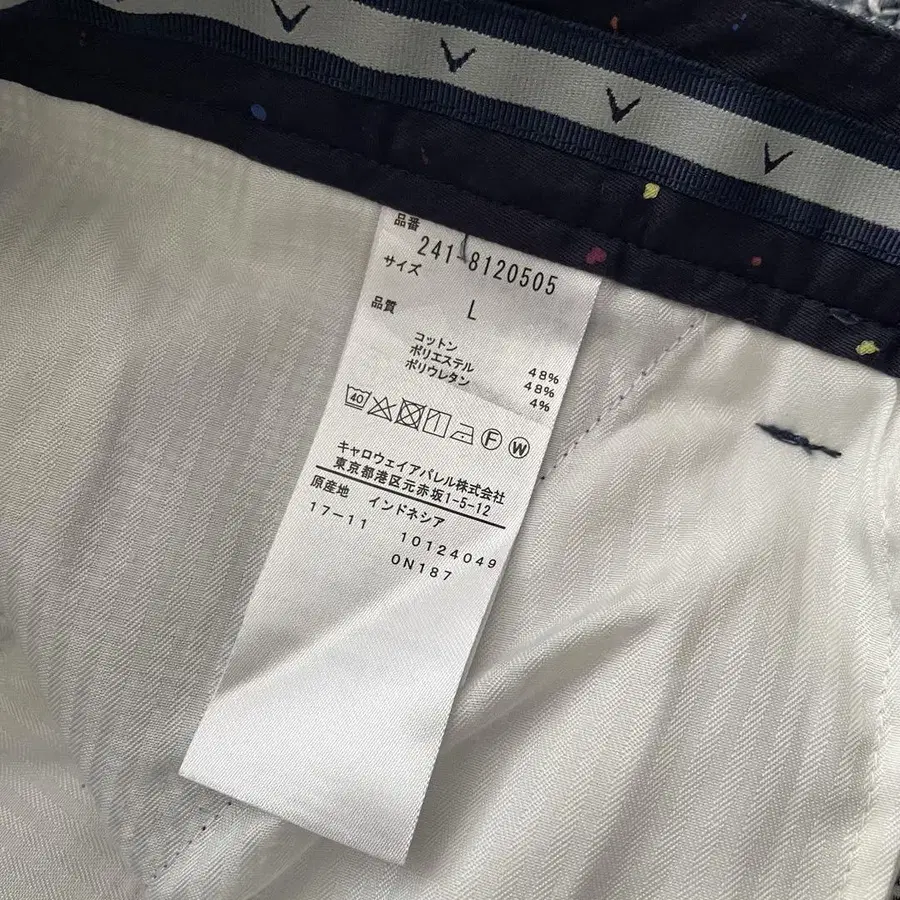 品番
241-8120505
サイズ
L
品質
コットン 48%
ポリエステル 48%
ポリウレタン 4%
40 F W
キャロウェイアパレル株式会社
東京都港区元赤坂1-5-12
原産地 インドネシア
17-11 10124049
0N187